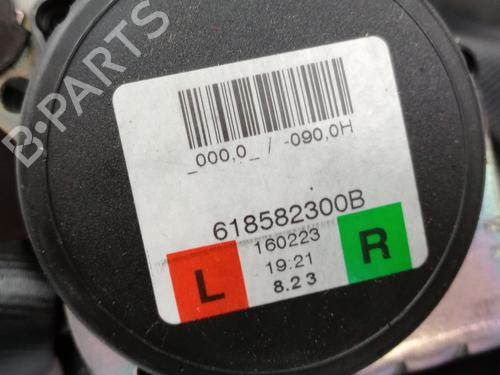 B-PARTS
_000,0_ / -090,0H
618582300B
L
160223
R
19:21
8.23